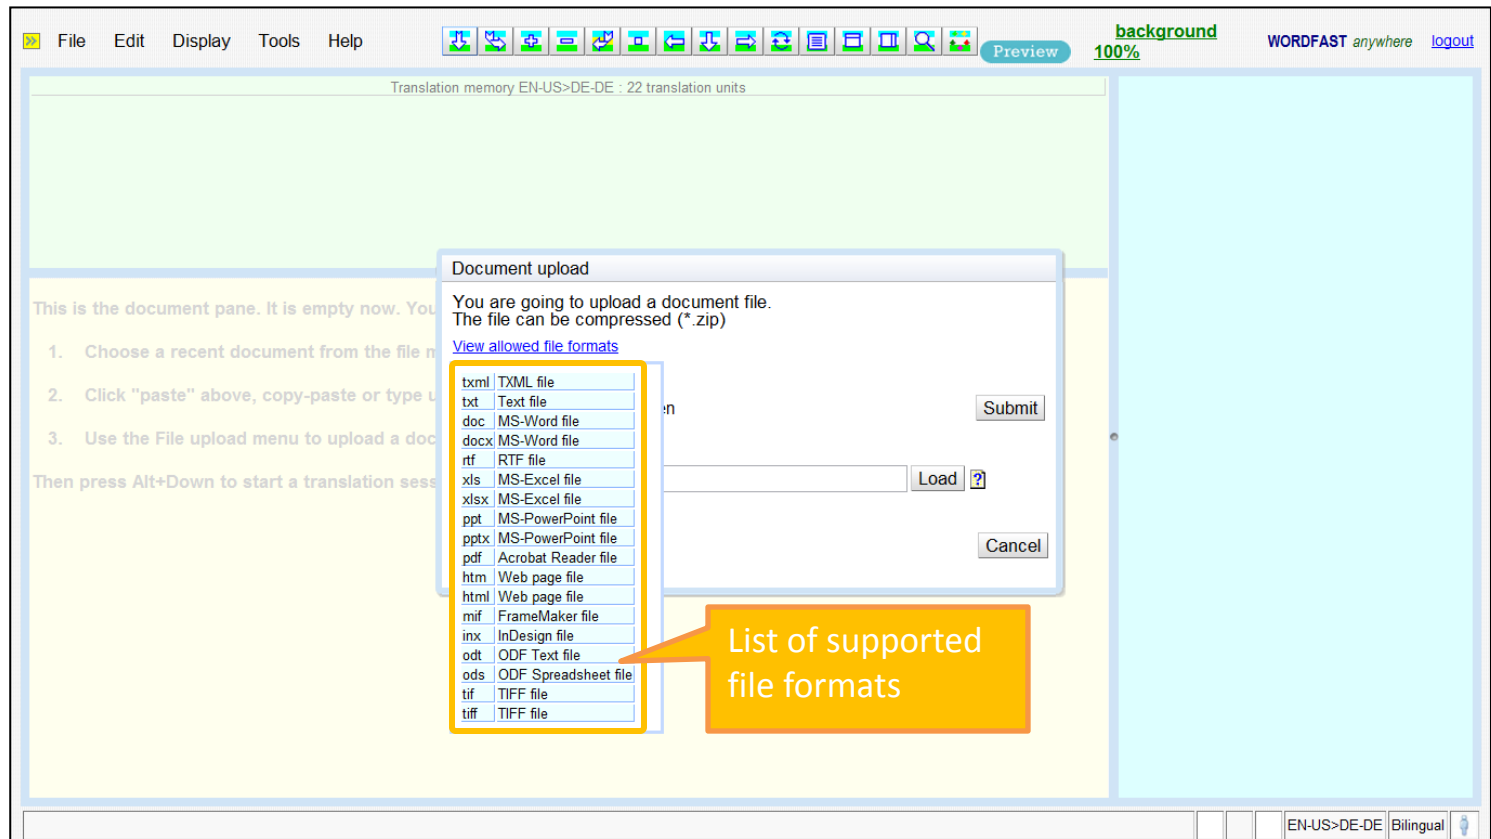 File Edit Display Tools Help
Preview
background
100%
WORDFAST anywhere logout
Translation memory EN-US>DE-DE : 22 translation units
This is the document pane. It is empty now. You
1. Choose a recent document from the file m
2. Click "paste" above, copy-paste or type u
3. Use the File upload menu to upload a doc
Then press Alt+Down to start a translation sess
Document upload
You are going to upload a document file.
The file can be compressed (*.zip)
View allowed file formats
txml TXML file
txt Text file
doc MS-Word file
docx MS-Word file
rtf RTF file
xls MS-Excel file
xlsx MS-Excel file
ppt MS-PowerPoint file
pptx MS-PowerPoint file
pdf Acrobat Reader file
htm Web page file
html Web page file
mif FrameMaker file
inx InDesign file
odt ODF Text file
ods ODF Spreadsheet file
tif TIFF file
tiff TIFF file
en
Submit
Load ?
Cancel
List of supported
file formats
EN-US>DE-DE Bilingual